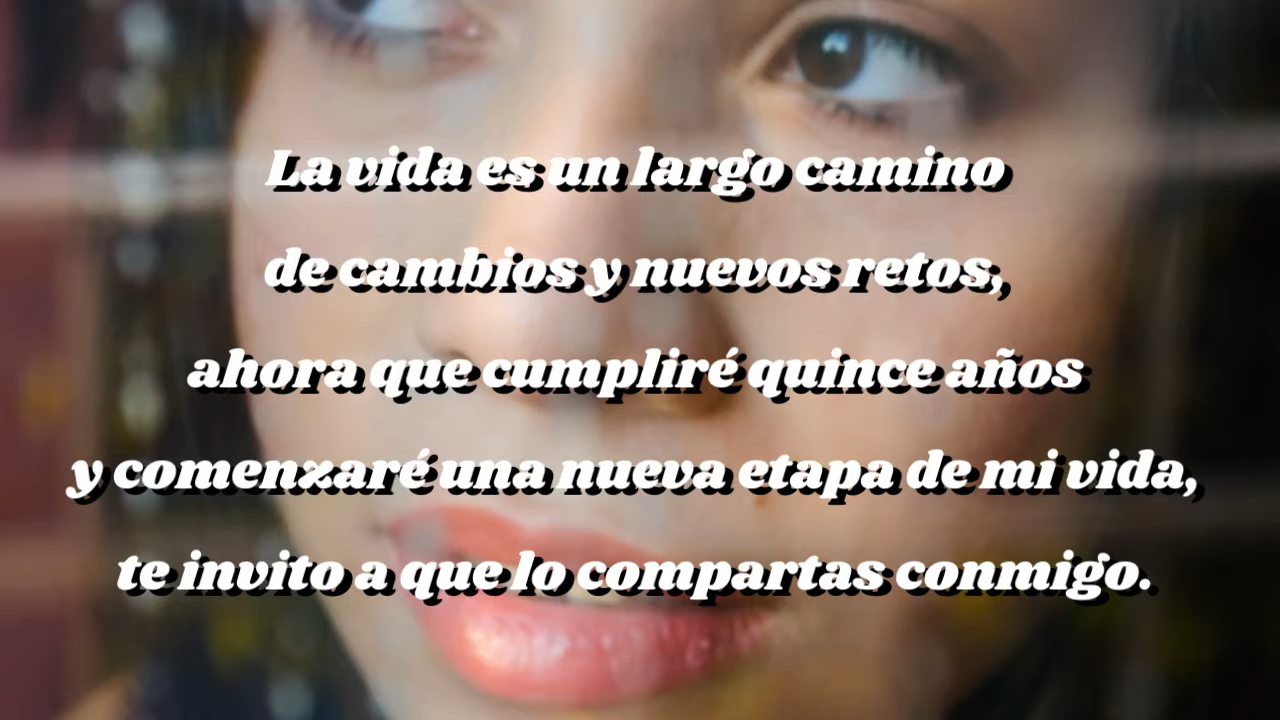 La vida es un largo camino
de cambios y nuevos retos,
ahora que cumpliré quince años
y comenzaré una nueva etapa de mi vida,
te invito a que lo compartas conmigo.